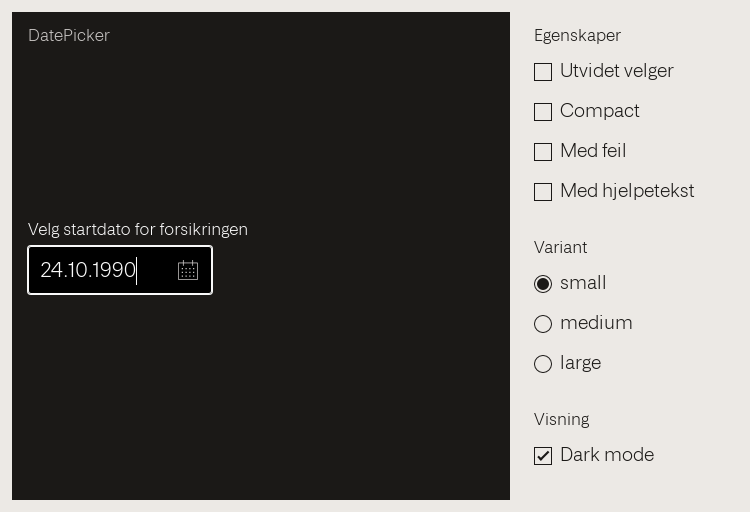 DatePicker
Velg startdato for forsikringen
24.10.1990
Egenskaper
Utvidet velger
Compact
Med feil
Med hjelpetekst
Variant
small
medium
large
Visning
Dark mode